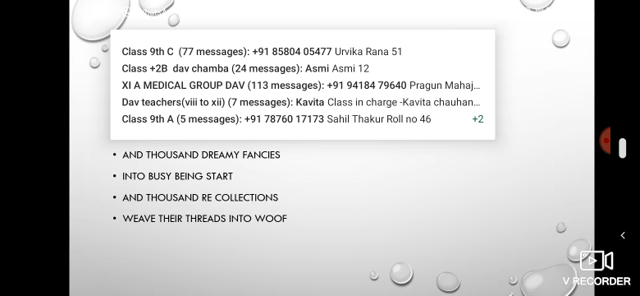 Class 9th C (77 messages): +91 85804 05477 Urvika Rana 51
Class +2B dav chamba (24 messages): Asmi Asmi 12
XI A MEDICAL GROUP DAV (113 messages): +91 94184 79640 Pragun Mahaj...
Dav teachers(viii to xii) (7 messages): Kavita Class in charge -Kavita chauhan...
Class 9th A (5 messages): +91 78760 17173 Sahil Thakur Roll no 46 +2
• AND THOUSAND DREAMY FANCIES
• INTO BUSY BEING START
• AND THOUSAND RE COLLECTIONS
• WEAVE THEIR THREADS INTO WOOF
V RECORDER